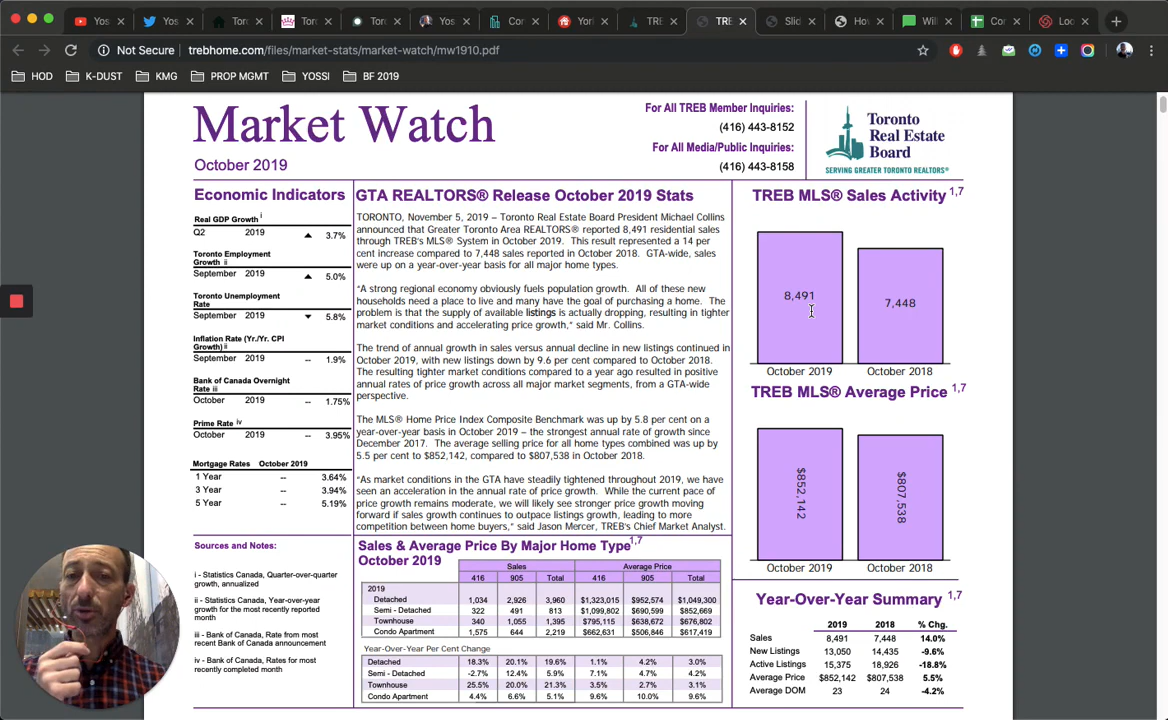 Yos
Yos
Toro
Toro
Toro
Yos
Cor
York
TRE
TRE
Slid
Hov
Will
Cor
Loc
Not Secure
trebhome.com/files/market-stats/market-watch/mw1910.pdf
HOD
K-DUST
KMG
PROP MGMT
YOSSI
BF 2019
Market Watch
October 2019
For All TREB Member Inquiries:
(416) 443-8152
For All Media/Public Inquiries:
(416) 443-8158
Toronto
Real Estate
Board
SERVING GREATER TORONTO REALTORS®
Economic Indicators
Real GDP Growth i
Q2 2019 3.7%
Toronto Employment
Growth ii
September 2019 5.0%
Toronto Unemployment
Rate
September 2019 5.8%
Inflation Rate (Yr./Yr. CPI
Growth) ii
September 2019 -- 1.9%
Bank of Canada Overnight
Rate iii
October 2019 -- 1.75%
Prime Rate iv
October 2019 -- 3.95%
Mortgage Rates October 2019
1 Year -- 3.64%
3 Year -- 3.94%
5 Year -- 5.19%
Sources and Notes:
i - Statistics Canada, Quarter-over-quarter
growth, annualized
ii - Statistics Canada, Year-over-year
growth for the most recently reported
month
iii - Bank of Canada, Rate from most
recent Bank of Canada announcement
iv - Bank of Canada, Rates for most
recently completed month
GTA REALTORS® Release October 2019 Stats
TORONTO, November 5, 2019 – Toronto Real Estate Board President Michael Collins
announced that Greater Toronto Area REALTORS® reported 8,491 residential sales
through TREB's MLS® System in October 2019. This result represented a 14 per
cent increase compared to 7,448 sales reported in October 2018. GTA-wide, sales
were up on a year-over-year basis for all major home types.
“A strong regional economy obviously fuels population growth. All of these new
households need a place to live and many have the goal of purchasing a home. The
problem is that the supply of available listings is actually dropping, resulting in tighter
market conditions and accelerating price growth,” said Mr. Collins.
The trend of annual growth in sales versus annual decline in new listings continued in
October 2019, with new listings down by 9.6 per cent compared to October 2018.
The resulting tighter market conditions compared to a year ago resulted in positive
annual rates of price growth across all major market segments, from a GTA-wide
perspective.
The MLS® Home Price Index Composite Benchmark was up by 5.8 per cent on a
year-over-year basis in October 2019 – the strongest annual rate of growth since
December 2017. The average selling price for all home types combined was up by
5.5 per cent to $852,142, compared to $807,538 in October 2018.
“As market conditions in the GTA have steadily tightened throughout 2019, we have
seen an acceleration in the annual rate of price growth. While the current pace of
price growth remains moderate, we will likely see stronger price growth moving
forward if sales growth continues to outpace listings growth, leading to more
competition between home buyers,” said Jason Mercer, TREB's Chief Market Analyst.
Sales & Average Price By Major Home Type 1,7
October 2019
Sales Average Price
416 905 Total 416 905 Total
2019
Detached 1,034 2,926 3,960 $1,323,015 $952,574 $1,049,300
Semi - Detached 322 491 813 $1,099,802 $690,599 $852,669
Townhouse 340 1,055 1,395 $795,115 $638,672 $676,802
Condo Apartment 1,575 644 2,219 $662,631 $506,846 $617,419
Year-Over-Year Per Cent Change
Detached 18.3% 20.1% 19.6% 1.1% 4.2% 3.0%
Semi - Detached -2.7% 12.4% 5.9% 7.1% 4.7% 4.2%
Townhouse 25.5% 20.0% 21.3% 3.5% 2.7% 3.1%
Condo Apartment 4.4% 6.6% 5.1% 9.6% 10.0% 9.6%
TREB MLS® Sales Activity 1,7
8,491
7,448
October 2019 October 2018
TREB MLS® Average Price 1,7
$852,142
$807,538
October 2019 October 2018
Year-Over-Year Summary 1,7
2019 2018 % Chg.
Sales 8,491 7,448 14.0%
New Listings 13,050 14,435 -9.6%
Active Listings 15,375 18,926 -18.8%
Average Price $852,142 $807,538 5.5%
Average DOM 23 24 -4.2%